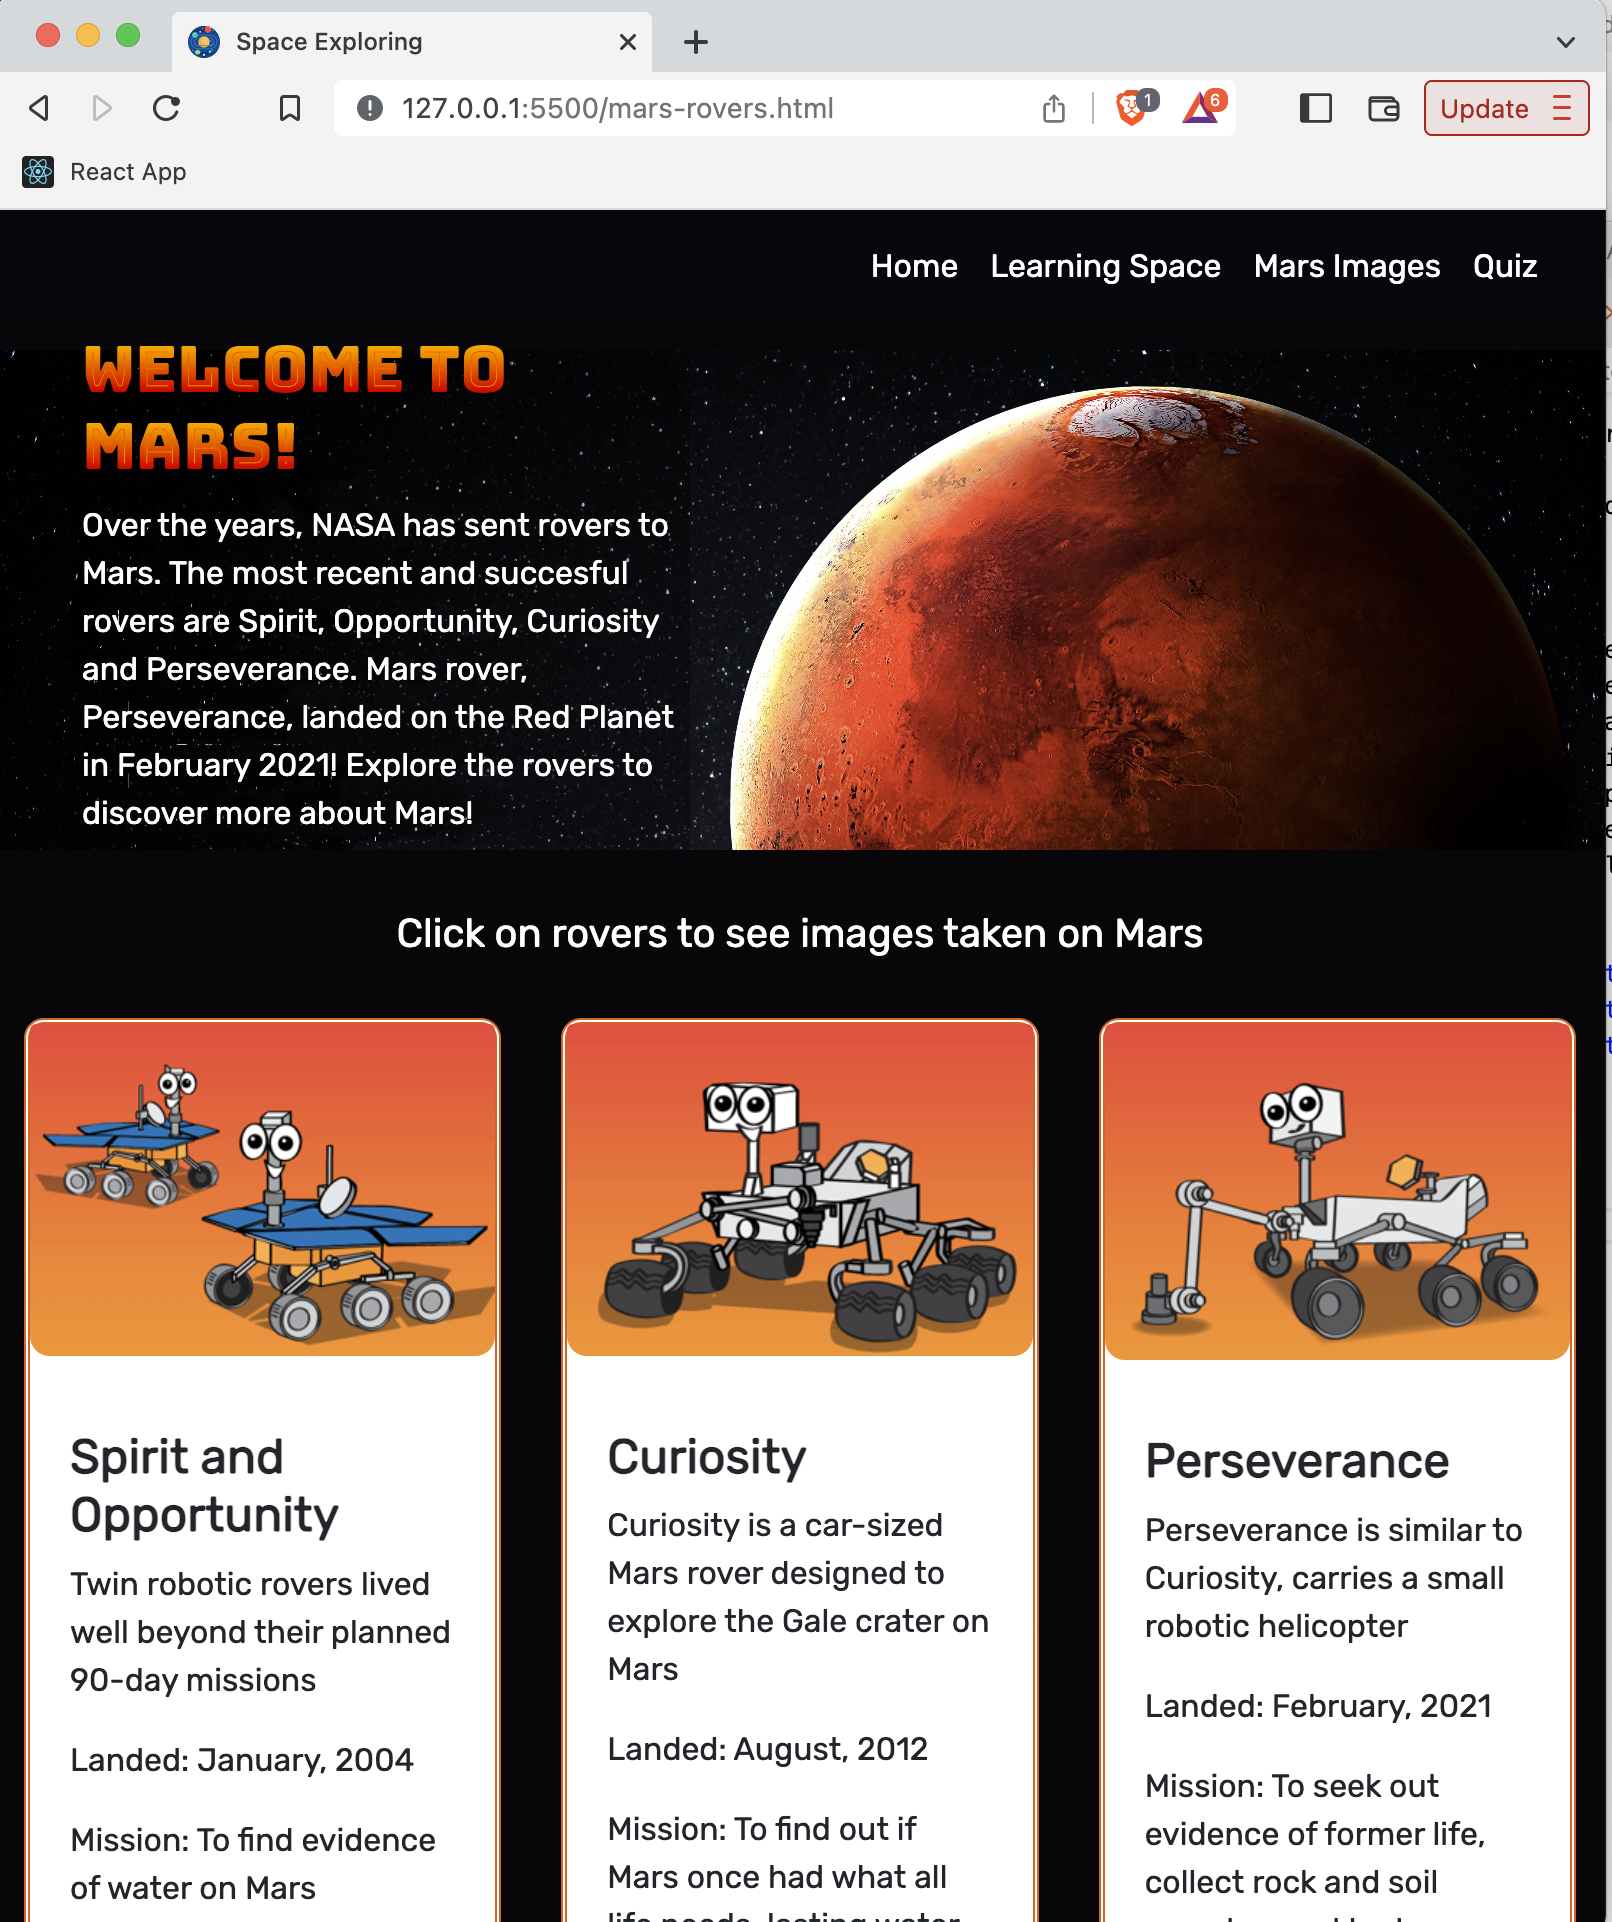 Space Exploring
127.0.0.1:5500/mars-rovers.html
1
6
Update
React App
Home Learning Space Mars Images Quiz
WELCOME TO
MARS!
Over the years, NASA has sent rovers to
Mars. The most recent and succesful
rovers are Spirit, Opportunity, Curiosity
and Perseverance. Mars rover,
Perseverance, landed on the Red Planet
in February 2021! Explore the rovers to
discover more about Mars!
Click on rovers to see images taken on Mars
Spirit and
Opportunity
Twin robotic rovers lived
well beyond their planned
90-day missions
Landed: January, 2004
Mission: To find evidence
of water on Mars
Curiosity
Curiosity is a car-sized
Mars rover designed to
explore the Gale crater on
Mars
Landed: August, 2012
Mission: To find out if
Mars once had what all
life needs, lasting water
Perseverance
Perseverance is similar to
Curiosity, carries a small
robotic helicopter
Landed: February, 2021
Mission: To seek out
evidence of former life,
collect rock and soil